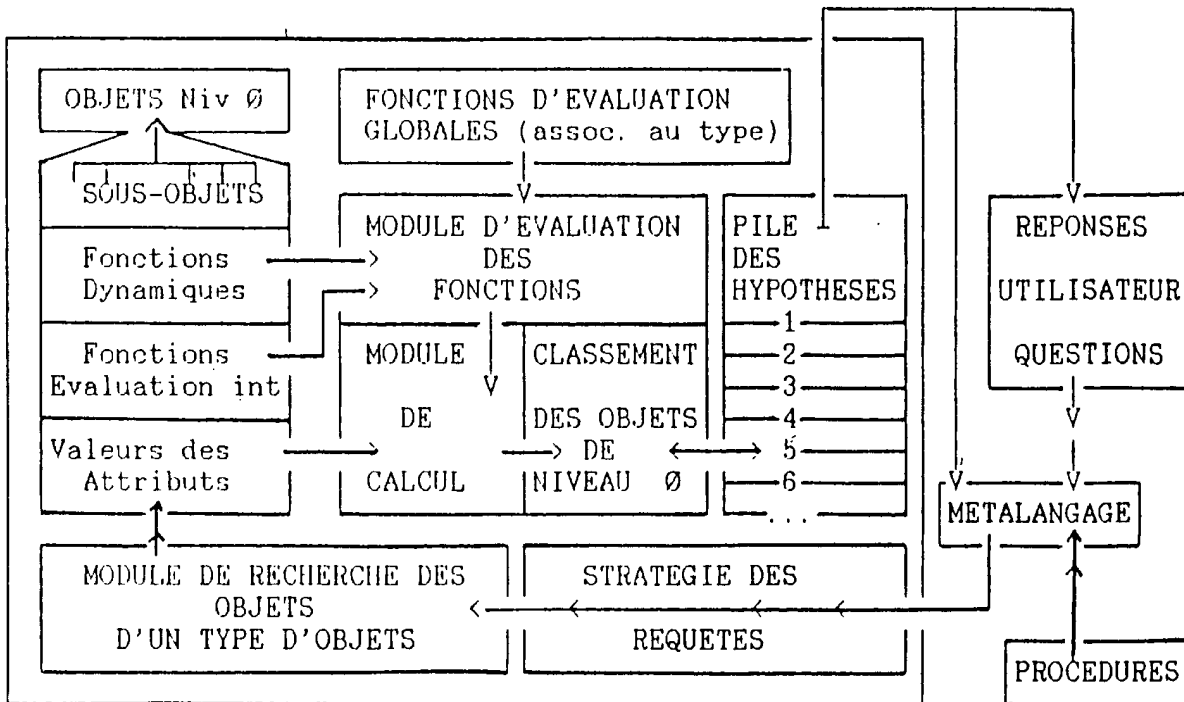 OBJETS Niv Ø
SOUS-OBJETS
Fonctions
Dynamiques
Fonctions
Evaluation int
Valeurs des
Attributs
FONCTIONS D'EVALUATION
GLOBALES (assoc. au type)
MODULE D'EVALUATION
DES
FONCTIONS
MODULE
DE
CALCUL
CLASSEMENT
DES OBJETS
DE
NIVEAU Ø
PILE
DES
HYPOTHESES
1
2
3
4
5
6
...
REPONSES
UTILISATEUR
QUESTIONS
METALANGAGE
MODULE DE RECHERCHE DES
OBJETS
D'UN TYPE D'OBJETS
STRATEGIE DES
REQUETES
PROCEDURES